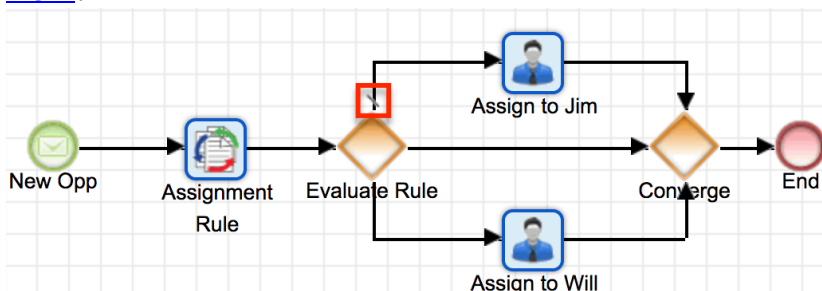 Assign to Jim
New Opp
Assignment
Rule
Evaluate Rule
Converge
End
Assign to Will